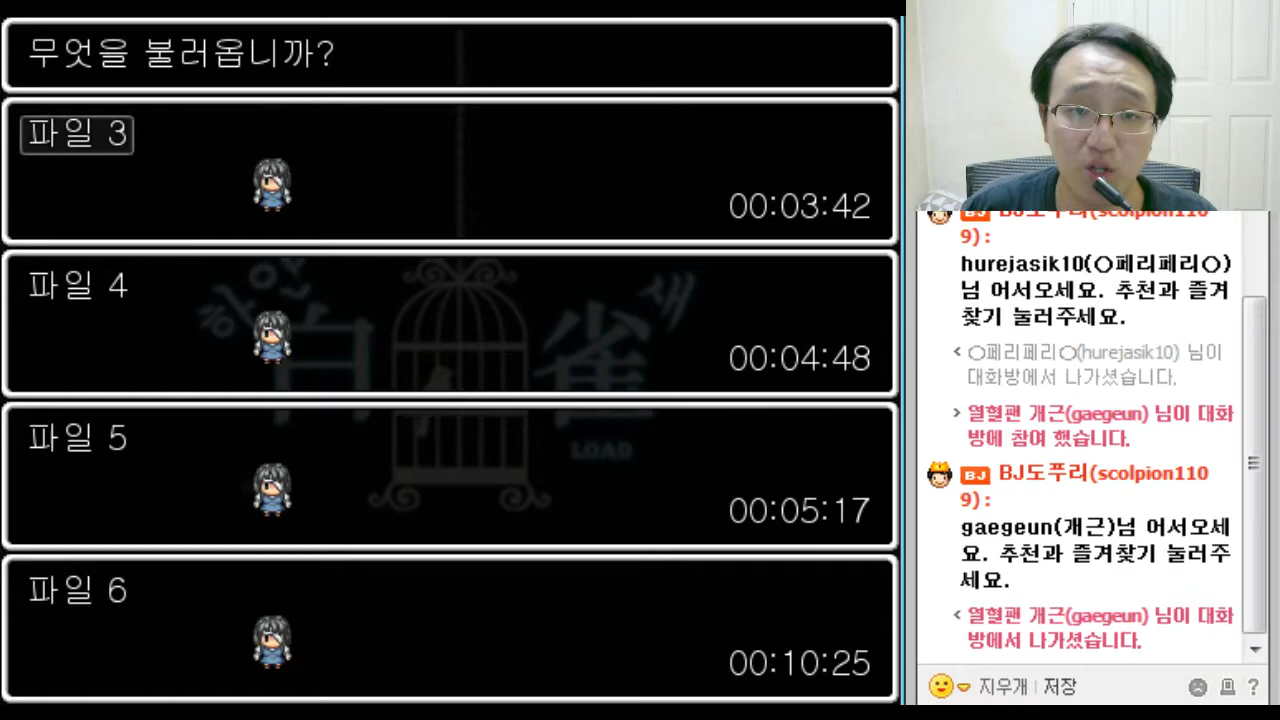 무엇을 불러옵니까?
파일 3
00:03:42
파일 4
00:04:48
파일 5
00:05:17
파일 6
00:10:25
하얀 새
白雀
LOAD
BJ BJ도푸리(scolpion110
9) :
hurejasik10(○페리페리○)
님 어서오세요. 추천과 즐겨
찾기 눌러주세요.
< ○페리페리○(hurejasik10) 님이
대화방에서 나가셨습니다.
> 열혈팬 개근(gaegeun) 님이 대화
방에 참여 했습니다.
BJ BJ도푸리(scolpion110
9) :
gaegeun(개근)님 어서오세
요. 추천과 즐겨찾기 눌러주
세요.
< 열혈팬 개근(gaegeun) 님이 대화
방에서 나가셨습니다.
지우개 | 저장
?